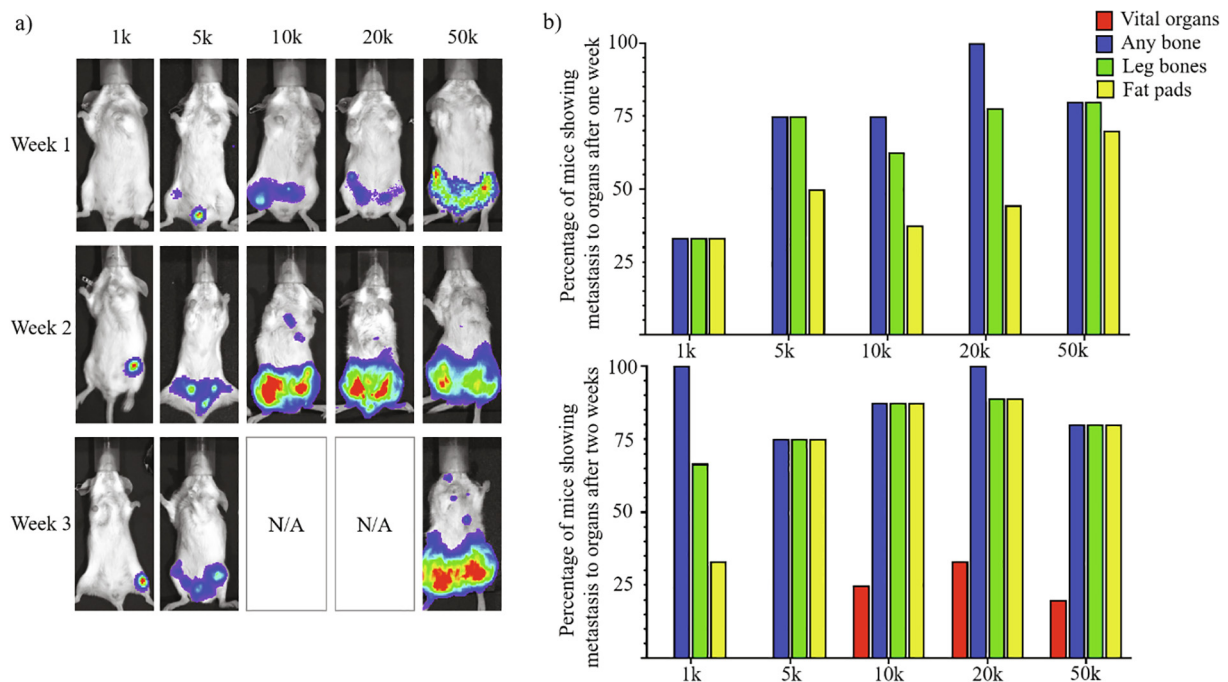 a)
1k 5k 10k 20k 50k
Week 1
Week 2
Week 3
N/A N/A
b)
Vital organs
Any bone
Leg bones
Fat pads
Percentage of mice showing
metastasis to organs after one week
100
75
50
25
1k 5k 10k 20k 50k
Percentage of mice showing
metastasis to organs after two weeks
100
75
50
25
1k 5k 10k 20k 50k